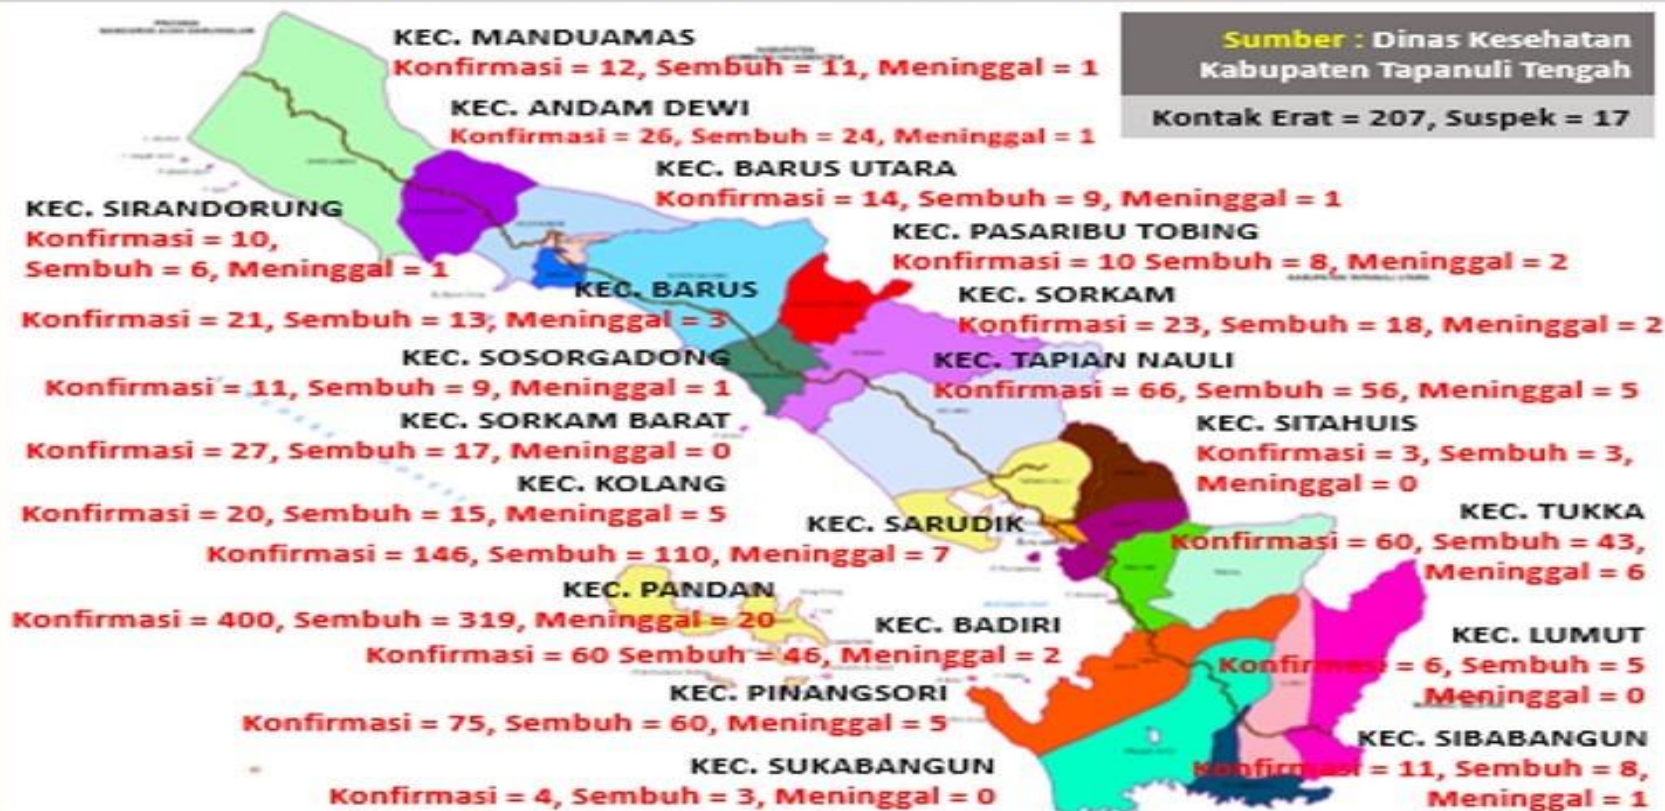 KEC. MANDUAMAS
Konfirmasi = 12, Sembuh = 11, Meninggal = 1
Sumber : Dinas Kesehatan
Kabupaten Tapanuli Tengah
Kontak Erat = 207, Suspek = 17
KEC. ANDAM DEWI
Konfirmasi = 26, Sembuh = 24, Meninggal = 1
KEC. BARUS UTARA
Konfirmasi = 14, Sembuh = 9, Meninggal = 1
KEC. SIRANDORUNG
Konfirmasi = 10,
Sembuh = 6, Meninggal = 1
KEC. PASARIBU TOBING
Konfirmasi = 10 Sembuh = 8, Meninggal = 2
KEC. BARUS
Konfirmasi = 21, Sembuh = 13, Meninggal = 3
KEC. SORKAM
Konfirmasi = 23, Sembuh = 18, Meninggal = 2
KEC. SOSORGADONG
Konfirmasi = 11, Sembuh = 9, Meninggal = 1
KEC. TAPIAN NAULI
Konfirmasi = 66, Sembuh = 56, Meninggal = 5
KEC. SORKAM BARAT
Konfirmasi = 27, Sembuh = 17, Meninggal = 0
KEC. SITAHUIS
Konfirmasi = 3, Sembuh = 3,
Meninggal = 0
KEC. KOLANG
Konfirmasi = 20, Sembuh = 15, Meninggal = 5
KEC. SARUDIK
Konfirmasi = 146, Sembuh = 110, Meninggal = 7
KEC. TUKKA
Konfirmasi = 60, Sembuh = 43,
Meninggal = 6
KEC. PANDAN
Konfirmasi = 400, Sembuh = 319, Meninggal = 20
KEC. BADIRI
Konfirmasi = 60 Sembuh = 46, Meninggal = 2
KEC. LUMUT
Konfirmasi = 6, Sembuh = 5
Meninggal = 0
KEC. PINANGSORI
Konfirmasi = 75, Sembuh = 60, Meninggal = 5
KEC. SIBABANGUN
Konfirmasi = 11, Sembuh = 8,
Meninggal = 1
KEC. SUKABANGUN
Konfirmasi = 4, Sembuh = 3, Meninggal = 0